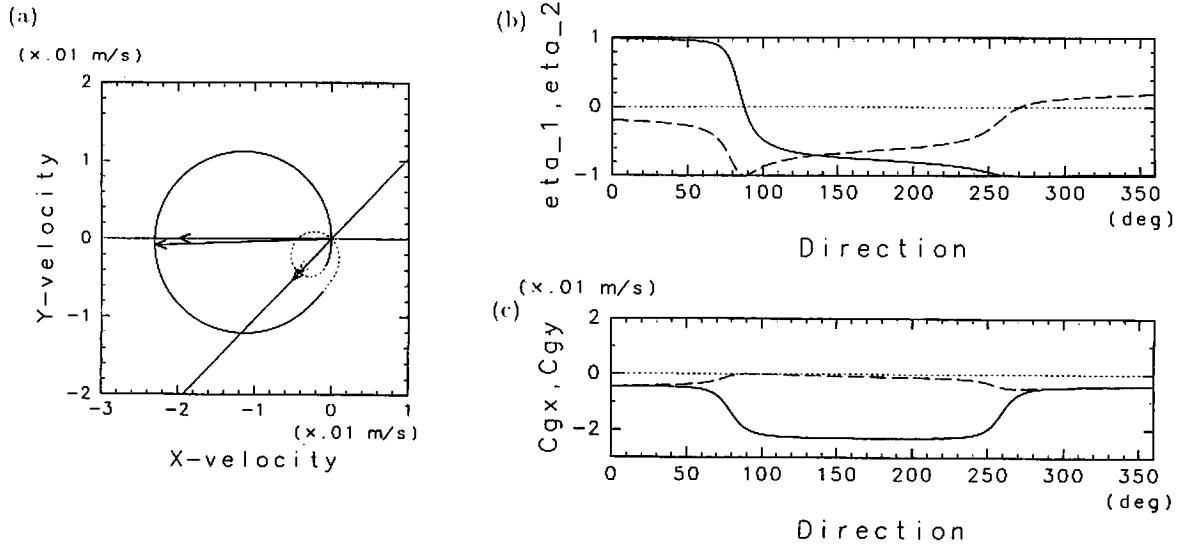 (a)
(×.01 m/s)
2
1
0
-1
-2
Y-velocity
-3 -2 -1 0 1
(×.01 m/s)
X-velocity
(b)
eta_1, eta_2
1
0
-1
0 50 100 150 200 250 300 350
(deg)
Direction
(×.01 m/s)
(c)
Cgx, Cgy
2
0
-2
0 50 100 150 200 250 300 350
(deg)
Direction